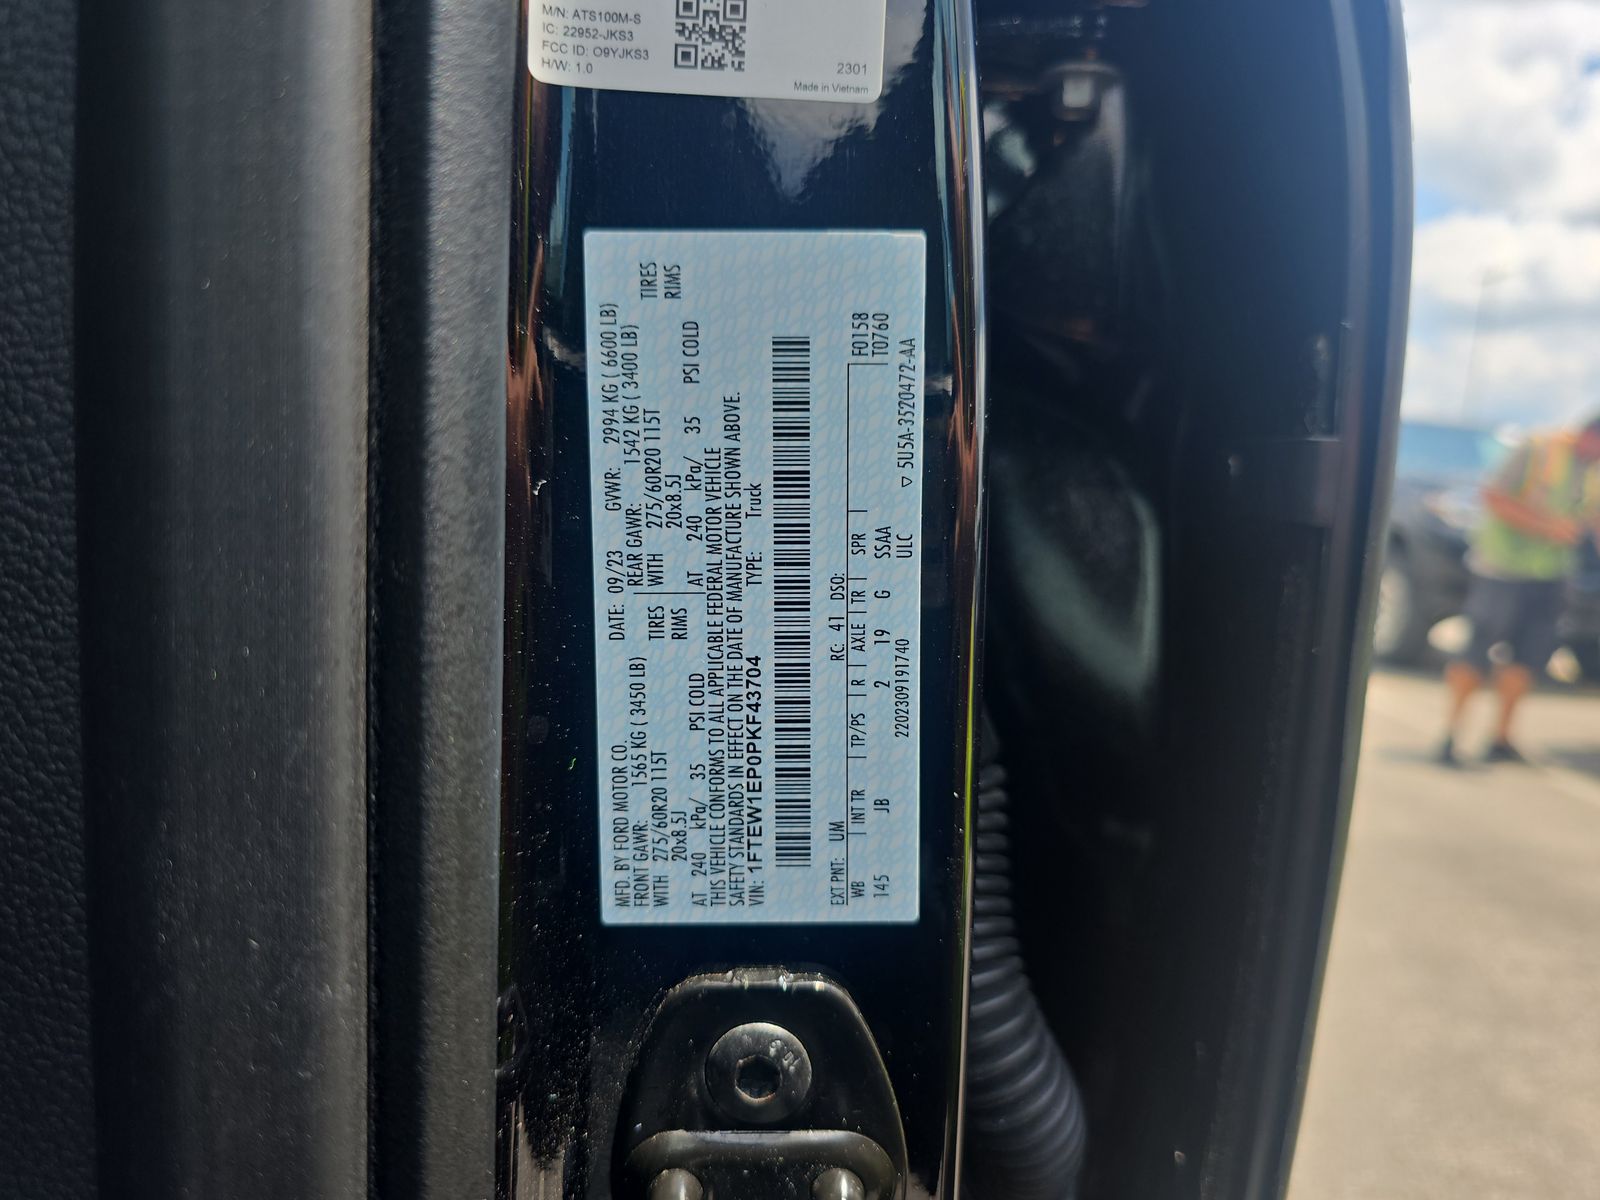 M/N: ATS100M-S
IC: 22952-JKS3
FCC ID: O9YJKS3
H/W: 1.0
2301
Made in Vietnam
MFD. BY FORD MOTOR CO. DATE: 09/23 GVWR: 2994 KG ( 6600 LB)
FRONT GAWR: 1565 KG ( 3450 LB) REAR GAWR: 1542 KG ( 3400 LB)
WITH 275/60R20 115T TIRES WITH 275/60R20 115T TIRES
20x8.5J RIMS 20x8.5J RIMS
AT 240 kPa/ 35 PSI COLD AT 240 kPa/ 35 PSI COLD
THIS VEHICLE CONFORMS TO ALL APPLICABLE FEDERAL MOTOR VEHICLE
SAFETY STANDARDS IN EFFECT ON THE DATE OF MANUFACTURE SHOWN ABOVE.
VIN: 1FTEW1EP0PKF43704 TYPE: Truck
EXT PNT: UM RC: 41 DSO:
WB | INT TR | TP/PS | R | AXLE | TR | SPR | F0158
145 JB 2 19 G SSAA T0760
2202309191740 ULC ▽ 5U5A-3520472-AA